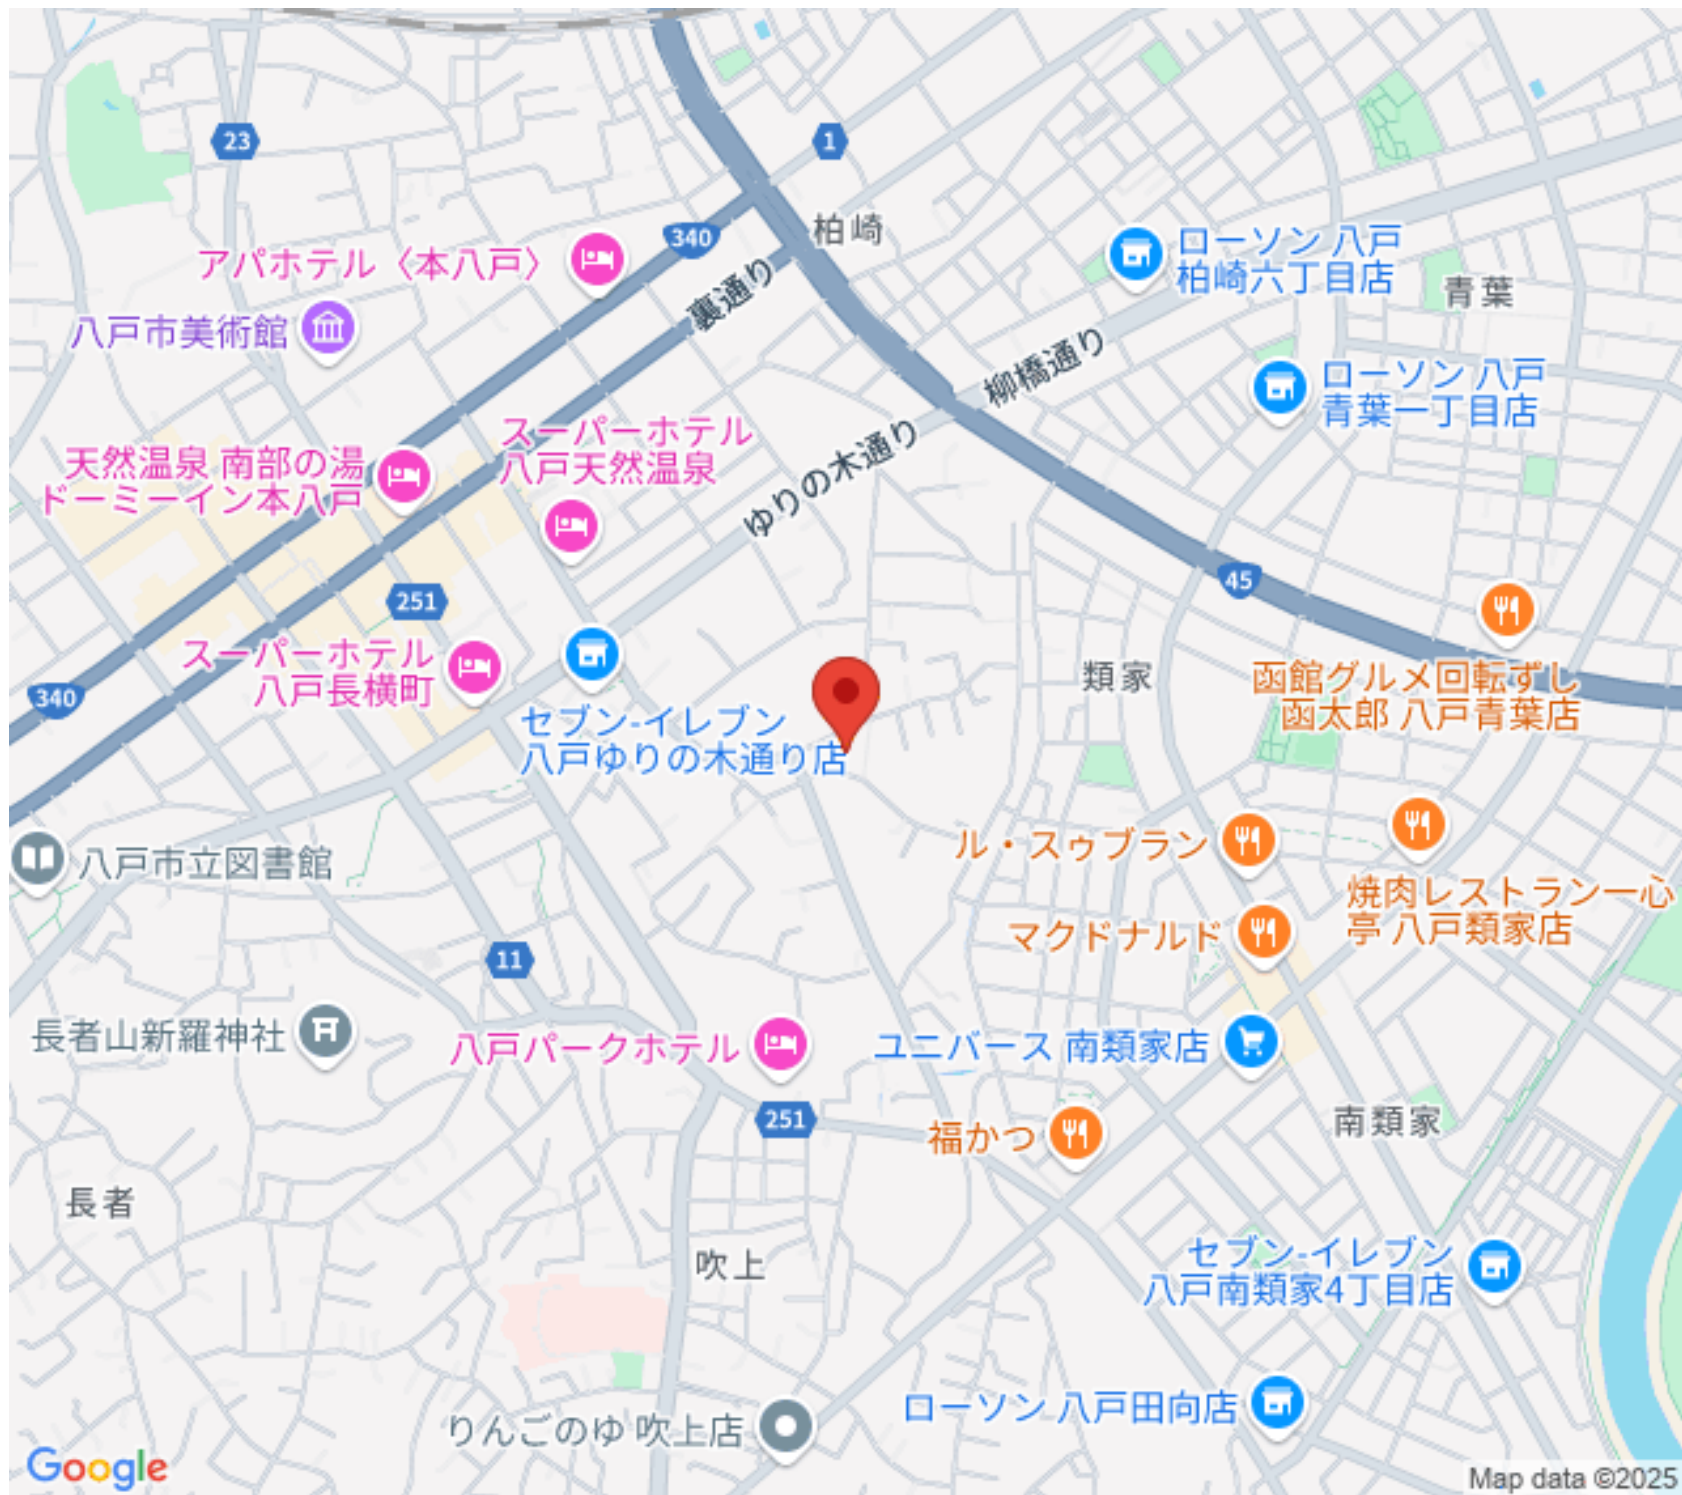 23
1
柏崎
340
アパホテル〈本八戸〉
裏通り
ローソン 八戸
柏崎六丁目店
青葉
八戸市美術館
柳橋通り
ローソン 八戸
青葉一丁目店
スーパーホテル
八戸天然温泉
ゆりの木通り
天然温泉 南部の湯
ドーミーイン本八戸
45
251
スーパーホテル
八戸長横町
類家
函館グルメ回転ずし
函太郎 八戸青葉店
340
セブン-イレブン
八戸ゆりの木通り店
ル・スゥブラン
八戸市立図書館
焼肉レストラン一心
亭 八戸類家店
マクドナルド
11
長者山新羅神社
八戸パークホテル
ユニバース 南類家店
251
福かつ
南類家
長者
吹上
セブン-イレブン
八戸南類家4丁目店
ローソン 八戸田向店
りんごのゆ 吹上店
Google
Map data ©2025